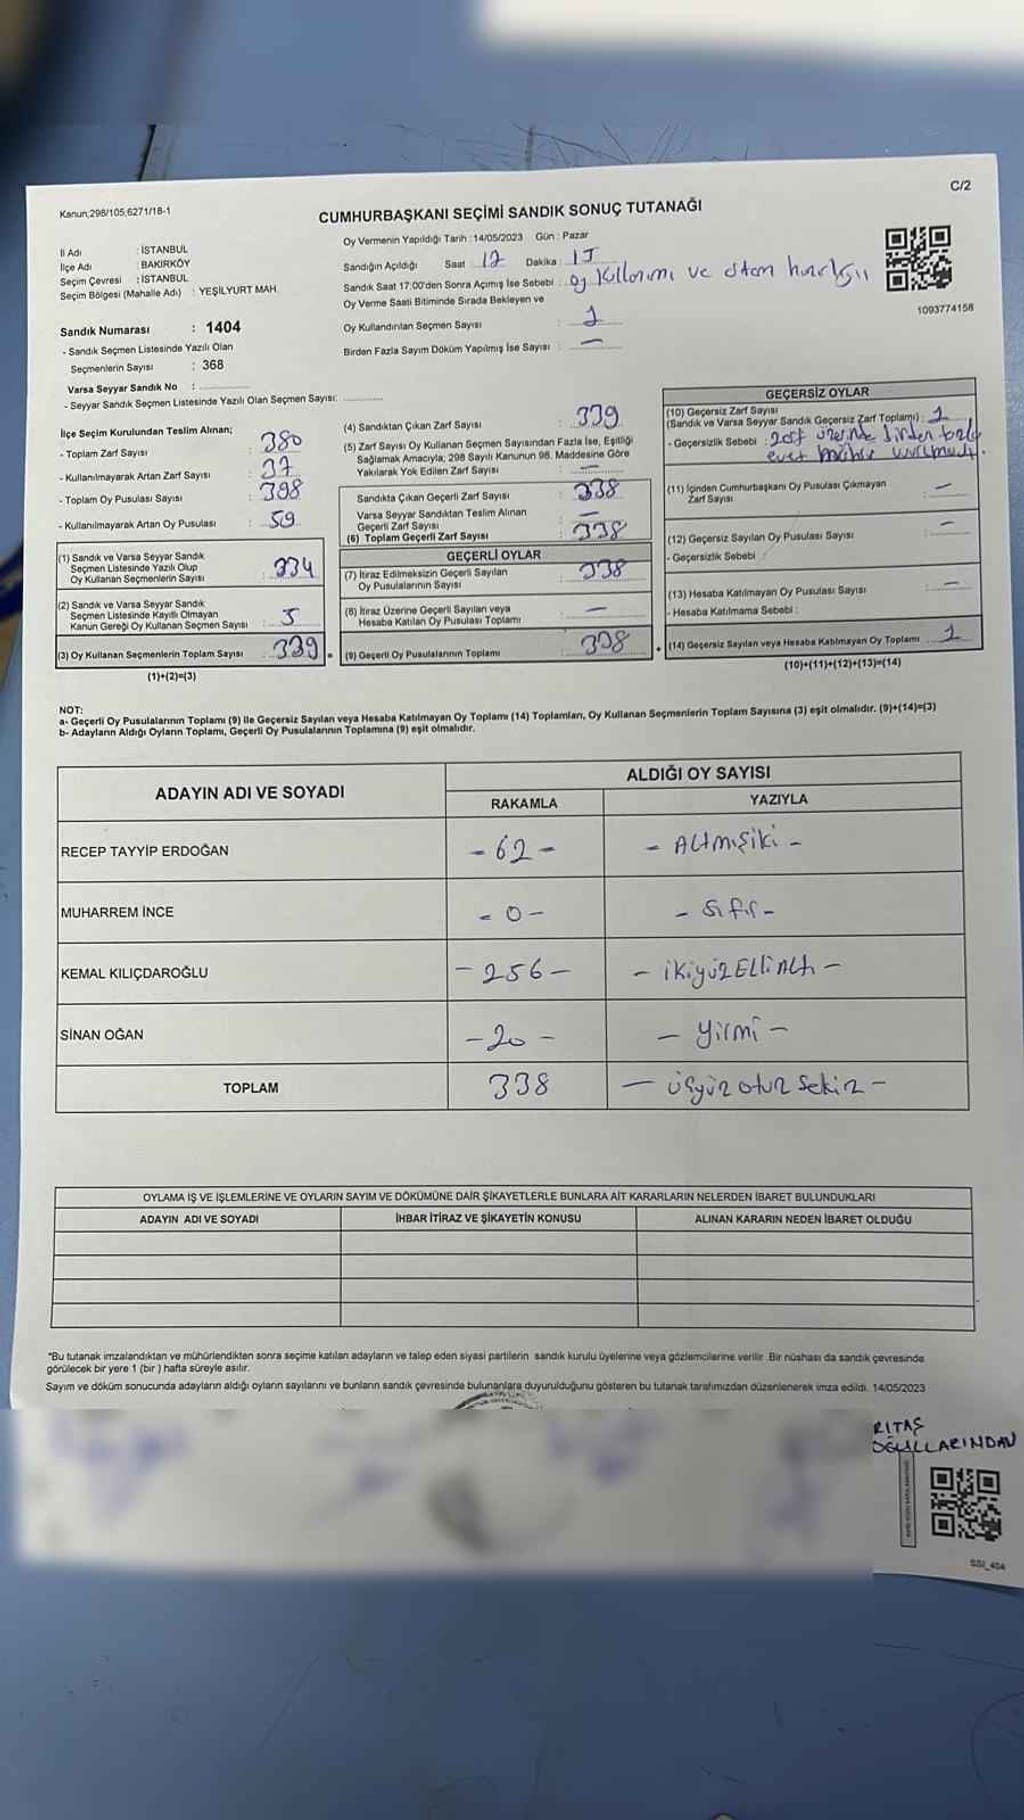 C/2
Kanun;298/105,6271/18-1
CUMHURBAŞKANI SEÇİMİ SANDIK SONUÇ TUTANAĞI
İl Adı : İSTANBUL
İlçe Adı : BAKIRKÖY
Seçim Çevresi : İSTANBUL
Seçim Bölgesi (Mahalle Adı) : YEŞİLYURT MAH.
Sandık Numarası : 1404
- Sandık Seçmen Listesinde Yazılı Olan
Seçmenlerin Sayısı : 368
Varsa Seyyar Sandık No :
- Seyyar Sandık Seçmen Listesinde Yazılı Olan Seçmen Sayısı:
Oy Vermenin Yapıldığı Tarih : 14/05/2023 Gün : Pazar
Sandığın Açıldığı Saat 17 Dakika : 15
Sandık Saat 17:00'den Sonra Açımış İse Sebebi : oy kullanımı ve ortam hazırlığı
Oy Verme Saati Bitiminde Sırada Bekleyen ve
Oy Kullandırılan Seçmen Sayısı : 1
Birden Fazla Sayım Döküm Yapılmış İse Sayısı : —
1093774158
İlçe Seçim Kurulundan Teslim Alınan;
- Toplam Zarf Sayısı : 380
- Kullanılmayarak Artan Zarf Sayısı : 37
- Toplam Oy Pusulası Sayısı : 398
- Kullanılmayarak Artan Oy Pusulası : 59
(1) Sandık ve Varsa Seyyar Sandık
Seçmen Listesinde Yazılı Olup
Oy Kullanan Seçmenlerin Sayısı : 334
(2) Sandık ve Varsa Seyyar Sandık
Seçmen Listesinde Kayıtlı Olmayan
Kanun Gereği Oy Kullanan Seçmen Sayısı : 5
(3) Oy Kullanan Seçmenlerin Toplam Sayısı : 339
(1)+(2)=(3)
(4) Sandıktan Çıkan Zarf Sayısı : 339
(5) Zarf Sayısı Oy Kullanan Seçmen Sayısından Fazla İse, Eşitliği
Sağlamak Amacıyla; 298 Sayılı Kanunun 98. Maddesine Göre
Yakılarak Yok Edilen Zarf Sayısı : —
Sandıkta Çıkan Geçerli Zarf Sayısı : 338
Varsa Seyyar Sandıktan Teslim Alınan
Geçerli Zarf Sayısı : —
(6) Toplam Geçerli Zarf Sayısı : 338
GEÇERLİ OYLAR
(7) İtiraz Edilmeksizin Geçerli Sayılan
Oy Pusulalarının Sayısı : 338
(8) İtiraz Üzerine Geçerli Sayılan veya
Hesaba Katılan Oy Pusulası Toplamı : —
(9) Geçerli Oy Pusulalarının Toplamı : 338
GEÇERSİZ OYLAR
(10) Geçersiz Zarf Sayısı
(Sandık ve Varsa Seyyar Sandık Geçersiz Zarf Toplamı) : 1
- Geçersizlik Sebebi : zarf üzerinde birden fazla
evet mührü vurulmuştu.
(11) İçinden Cumhurbaşkanı Oy Pusulası Çıkmayan
Zarf Sayısı : —
(12) Geçersiz Sayılan Oy Pusulası Sayısı : —
- Geçersizlik Sebebi :
(13) Hesaba Katılmayan Oy Pusulası Sayısı : —
- Hesaba Katılmama Sebebi :
(14) Geçersiz Sayılan veya Hesaba Katılmayan Oy Toplamı : 1
(10)+(11)+(12)+(13)=(14)
NOT:
a- Geçerli Oy Pusulalarının Toplamı (9) ile Geçersiz Sayılan veya Hesaba Katılmayan Oy Toplamı (14) Toplamları, Oy Kullanan Seçmenlerin Toplam Sayısına (3) eşit olmalıdır. (9)+(14)=(3)
b- Adayların Aldığı Oyların Toplamı, Geçerli Oy Pusulalarının Toplamına (9) eşit olmalıdır.
ADAYIN ADI VE SOYADI
ALDIĞI OY SAYISI
RAKAMLA YAZIYLA
RECEP TAYYİP ERDOĞAN - 62 - - Altmışiki -
MUHARREM İNCE - 0 - - Sıfır -
KEMAL KILIÇDAROĞLU - 256 - - ikiyüzElliAltı -
SİNAN OĞAN - 20 - - Yirmi -
TOPLAM 338 - üçyüz otuz sekiz -
OYLAMA İŞ VE İŞLEMLERİNE VE OYLARIN SAYIM VE DÖKÜMÜNE DAİR ŞİKAYETLERLE BUNLARA AİT KARARLARIN NELERDEN İBARET BULUNDUKLARI
ADAYIN ADI VE SOYADI İHBAR İTİRAZ VE ŞİKAYETİN KONUSU ALINAN KARARIN NEDEN İBARET OLDUĞU
*Bu tutanak imzalandıktan ve mühürlendikten sonra seçime katılan adayların ve talep eden siyasi partilerin sandık kurulu üyelerine veya gözlemcilerine verilir .Bir nüshası da sandık çevresinde
görülecek bir yere 1 (bir ) hafta süreyle asılır.
Sayım ve döküm sonucunda adayların aldığı oyların sayılarını ve bunların sandık çevresinde bulunanlara duyurulduğunu gösteren bu tutanak tarafımızdan düzenlenerek imza edildi. 14/05/2023
RITAŞ
OĞULLARINDAN
SSI_404